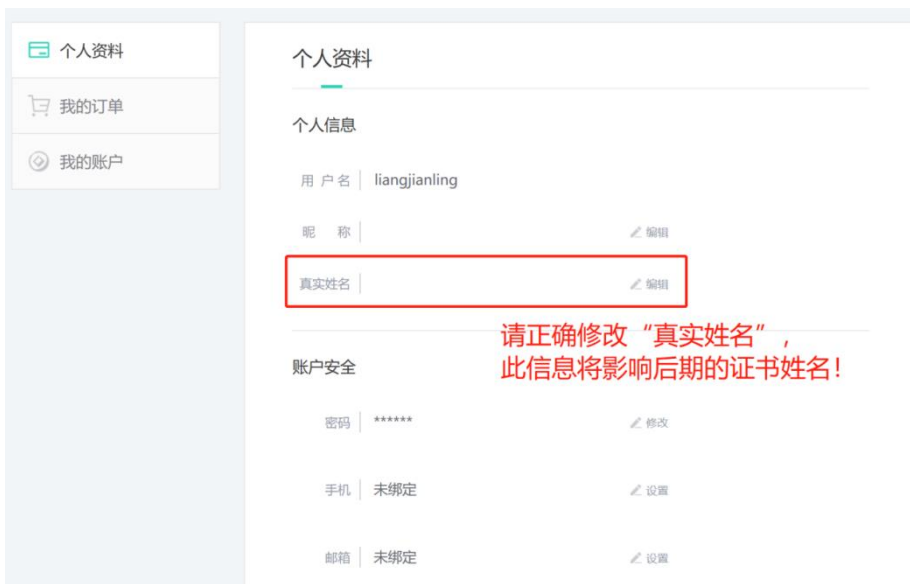 个人资料
我的订单
我的账户
个人资料
个人信息
用户名 liangjianling
昵 称 编辑
真实姓名 编辑
请正确修改“真实姓名”,
此信息将影响后期的证书姓名!
账户安全
密码 ****** 修改
手机 未绑定 设置
邮箱 未绑定 设置